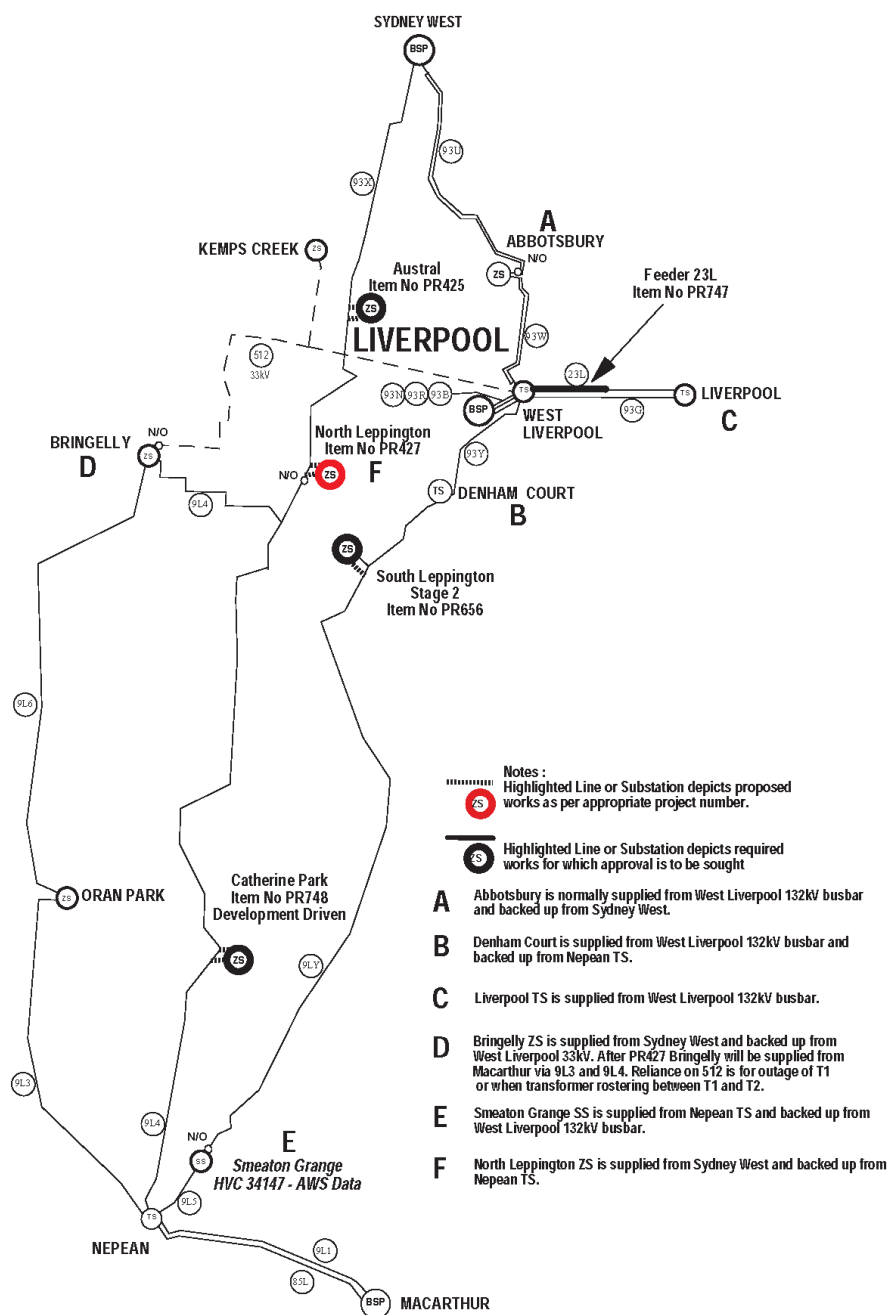 SYDNEY WEST
BSP
93U
93X
A
ABBOTSBURY
N/O
ZS
KEMPS CREEK
ZS
Austral
Item No PR425
ZS
Feeder 23L
Item No PR747
LIVERPOOL
93W
512
33kV
23L
93N 93R 93B
TS
BSP
WEST
LIVERPOOL
93G
TS
LIVERPOOL
C
BRINGELLY
N/O
D
ZS
North Leppington
Item No PR427
N/O
ZS
F
93Y
9L4
TS
DENHAM COURT
B
ZS
South Leppington
Stage 2
Item No PR656
9L6
Notes :
Highlighted Line or Substation depicts proposed
works as per appropriate project number.
ZS
Highlighted Line or Substation depicts required
works for which approval is to be sought
ZS
ZS
ORAN PARK
Catherine Park
Item No PR748
Development Driven
ZS
9LY
A Abbotsbury is normally supplied from West Liverpool 132kV busbar
and backed up from Sydney West.
B Denham Court is supplied from West Liverpool 132kV busbar and
backed up from Nepean TS.
C Liverpool TS is supplied from West Liverpool 132kV busbar.
D Bringelly ZS is supplied from Sydney West and backed up from
West Liverpool 33kV. After PR427 Bringelly will be supplied from
Macarthur via 9L3 and 9L4. Reliance on 512 is for outage of T1
or when transformer rostering between T1 and T2.
E Smeaton Grange SS is supplied from Nepean TS and backed up from
West Liverpool 132kV busbar.
F North Leppington ZS is supplied from Sydney West and backed up from
Nepean TS.
9L3
9L4
N/O
E
SS
Smeaton Grange
HVC 34147 - AWS Data
9L5
TS
NEPEAN
9L1
85L
BSP
MACARTHUR